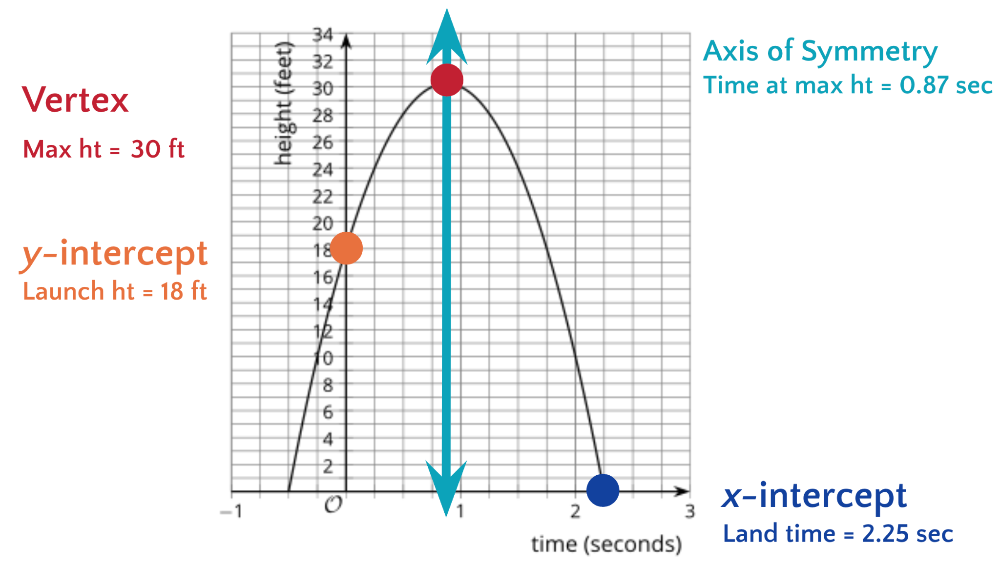 Axis of Symmetry
Time at max ht = 0.87 sec
Vertex
Max ht = 30 ft
y-intercept
Launch ht = 18 ft
height (feet)
34
32
30
28
26
24
22
20
18
16
14
12
10
8
6
4
2
−1
O
1
2
3
time (seconds)
x-intercept
Land time = 2.25 sec